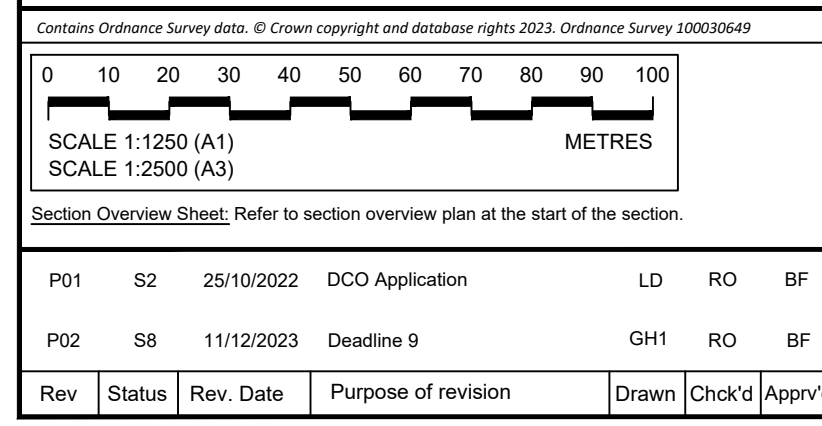 Contains Ordnance Survey data. © Crown copyright and database rights 2023. Ordnance Survey 100030649
0 10 20 30 40 50 60 70 80 90 100
SCALE 1:1250 (A1) METRES
SCALE 1:2500 (A3)
Section Overview Sheet: Refer to section overview plan at the start of the section.
P01 S2 25/10/2022 DCO Application LD RO BF
P02 S8 11/12/2023 Deadline 9 GH1 RO BF
Rev Status Rev. Date Purpose of revision Drawn Chck'd Apprv'